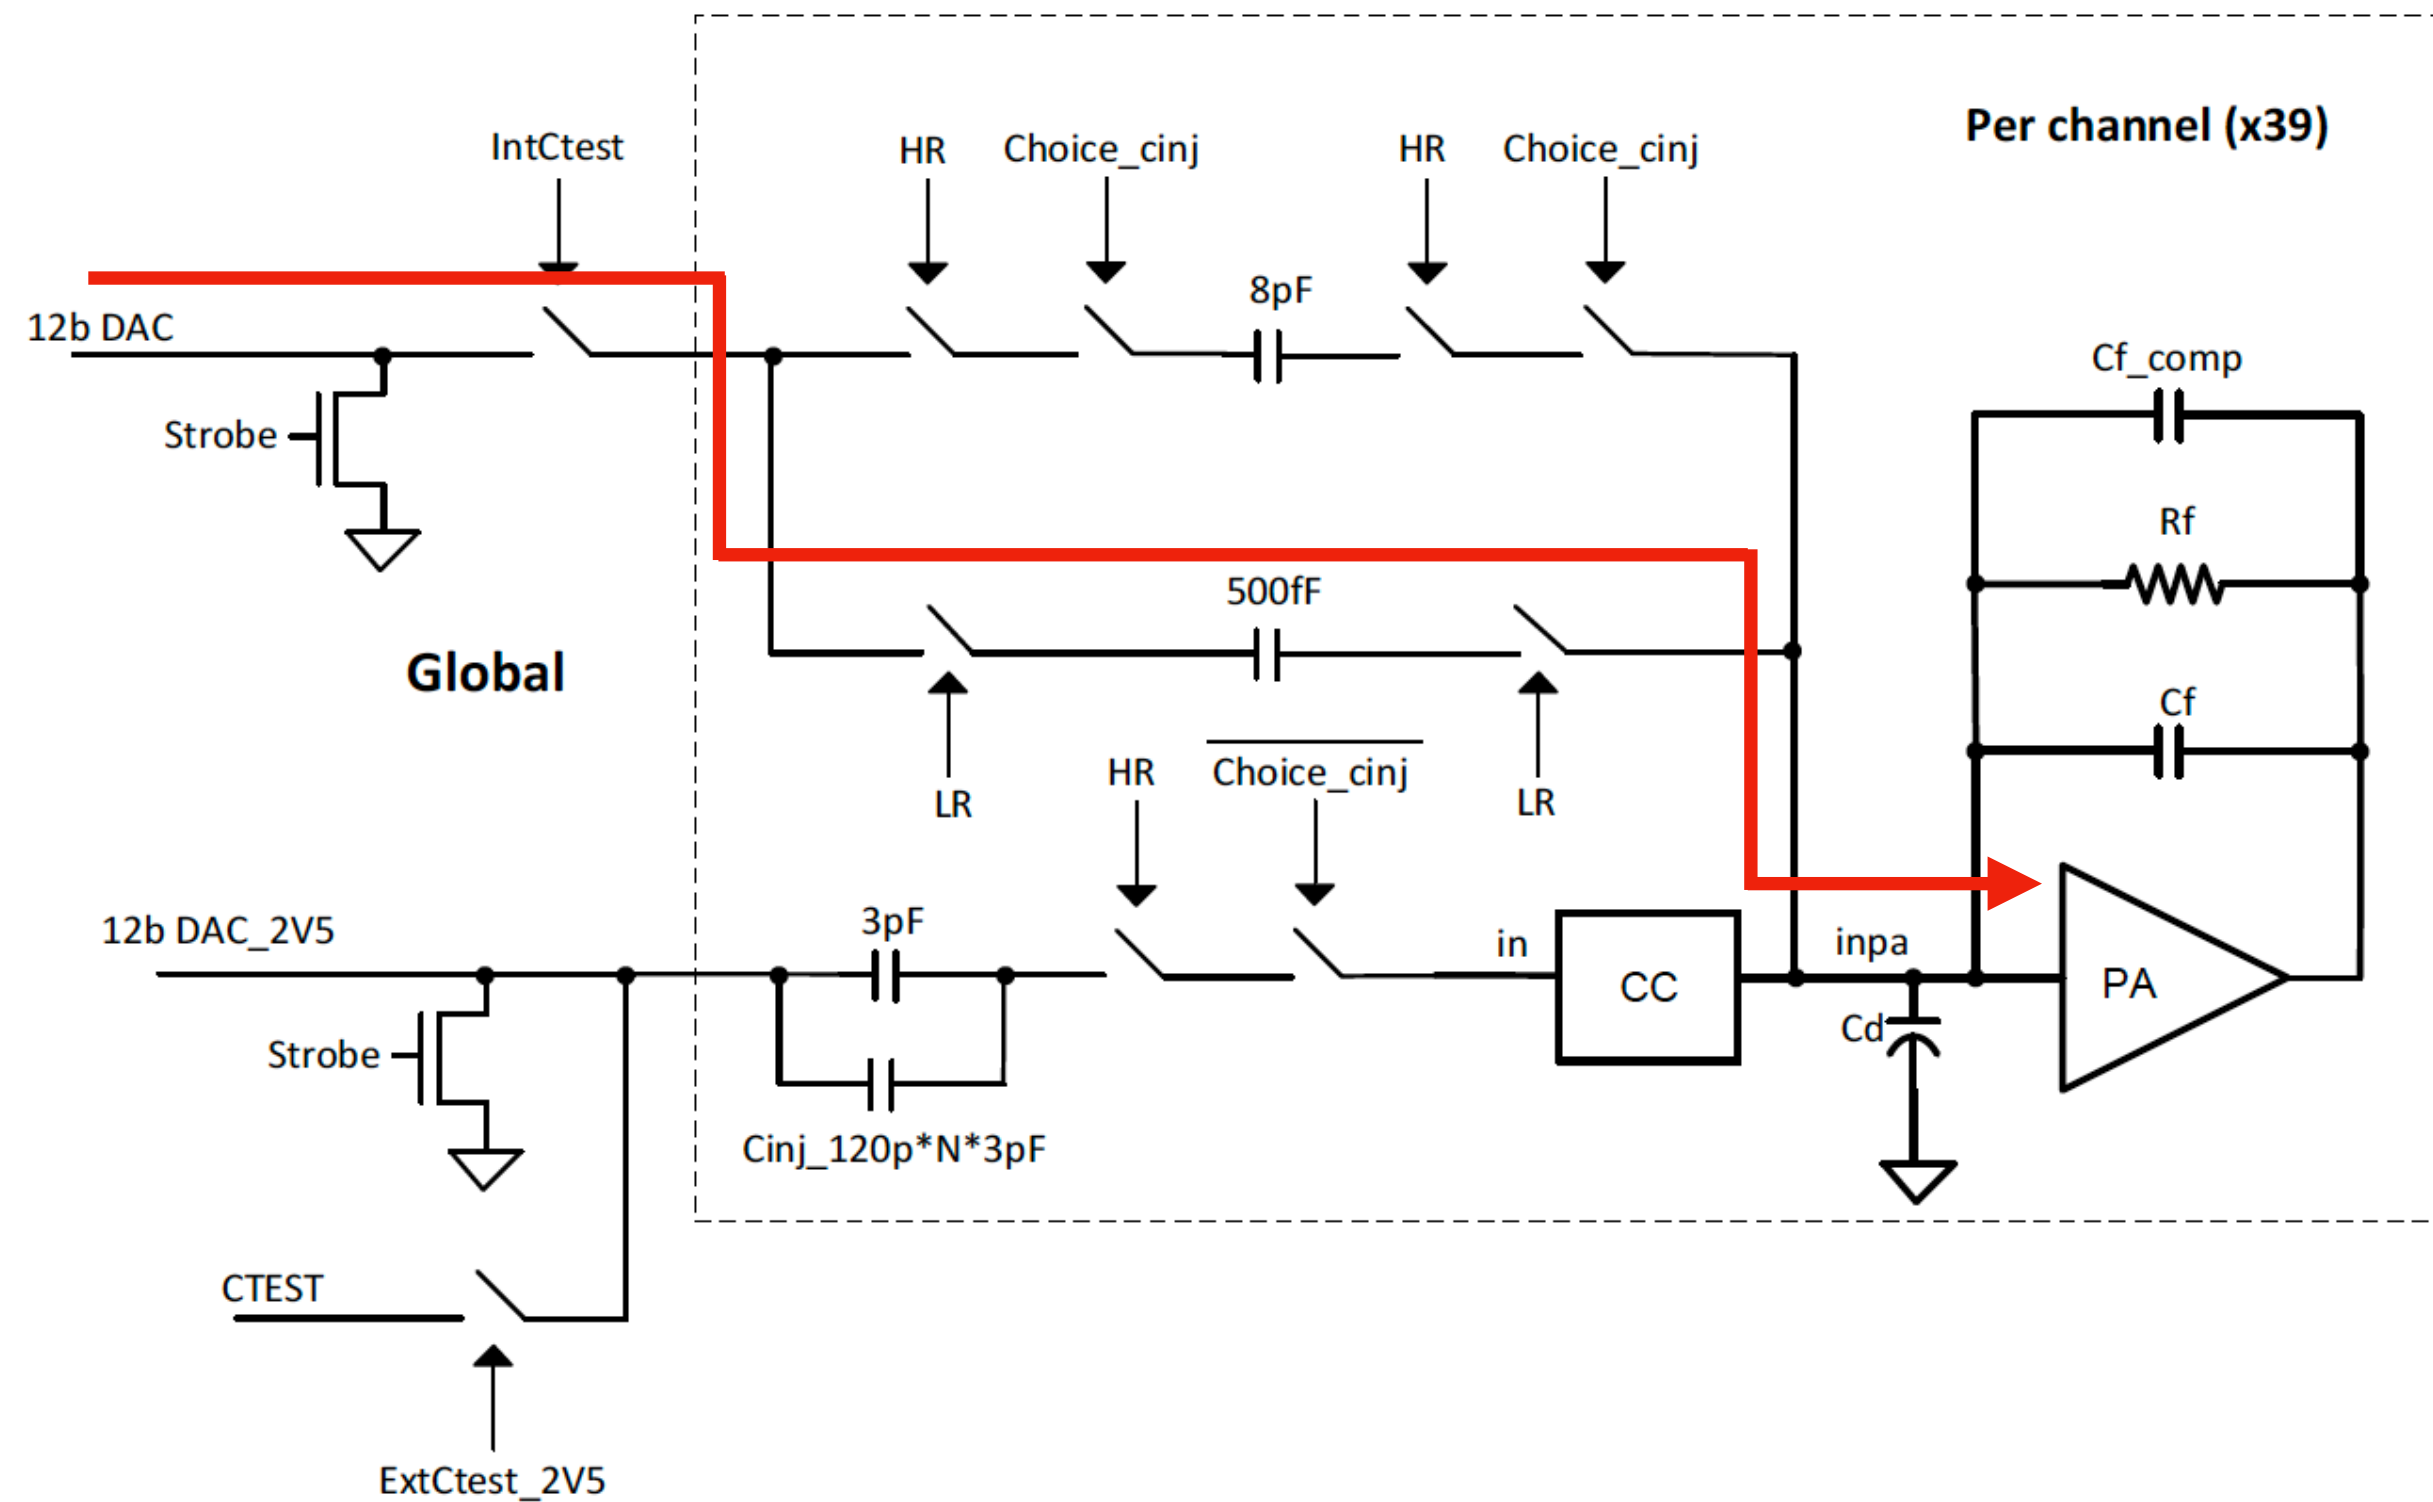 Per channel (x39)
IntCtest
HR
Choice_cinj
HR
Choice_cinj
8pF
12b DAC
Cf_comp
Strobe
Rf
500fF
Global
Cf
HR
Choice_cinj
LR
LR
12b DAC_2V5
3pF
in
inpa
CC
PA
Cd
Strobe
Cinj_120p*N*3pF
CTEST
ExtCtest_2V5